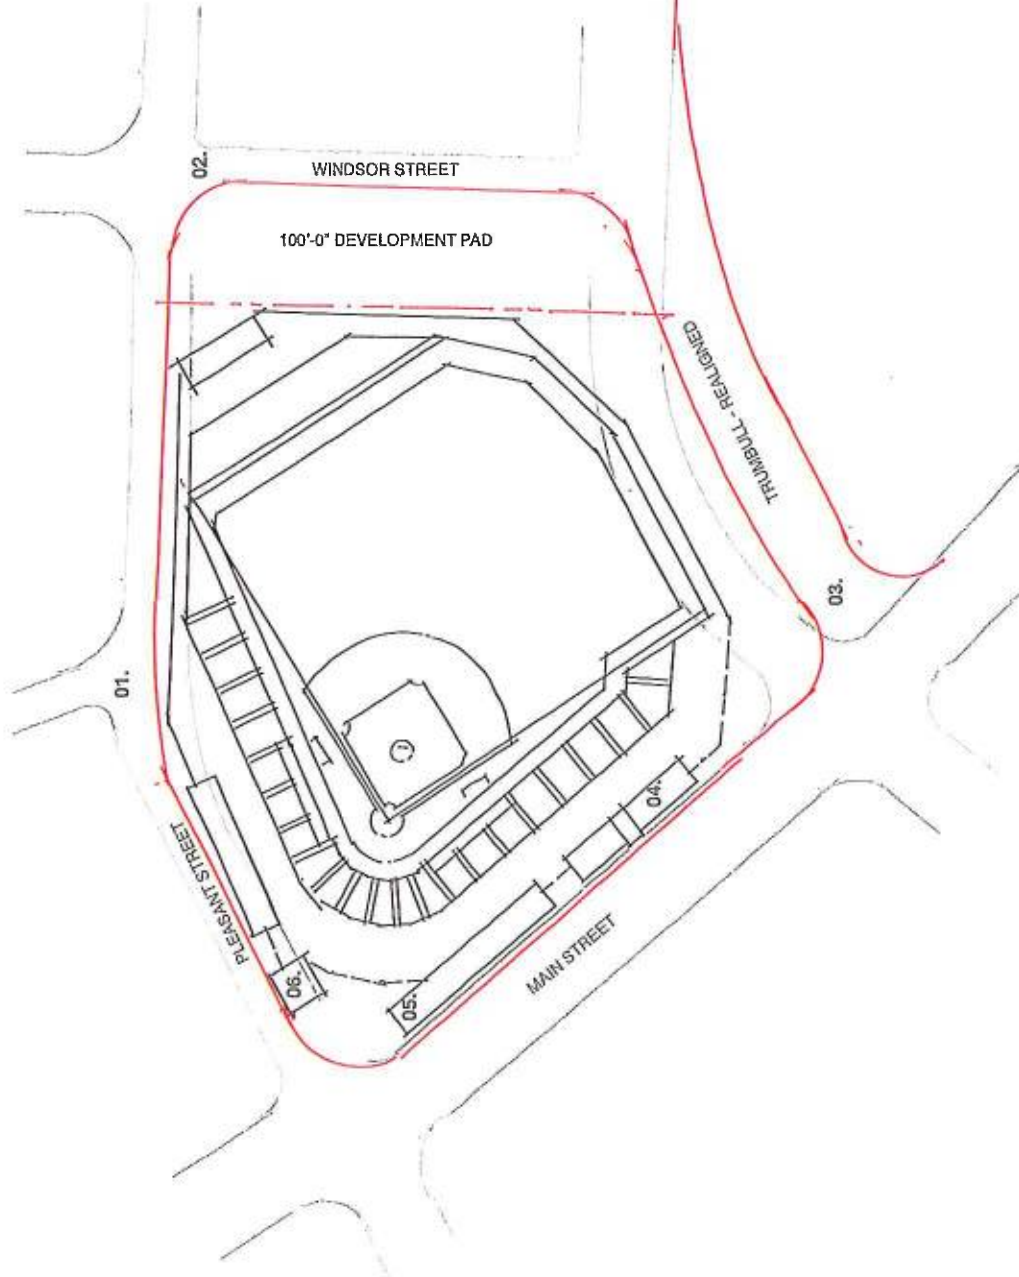 02.
WINDSOR STREET
100'-0" DEVELOPMENT PAD
TRUMBULL - REALIGNED
03.
01.
04.
PLEASANT STREET
MAIN STREET
06.
05.